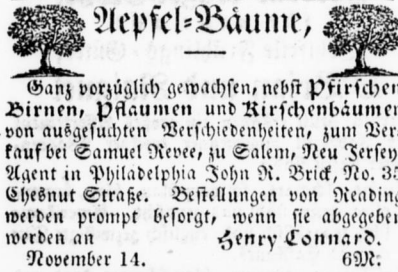 Aepfel-Bäume,
Ganz vorzüglich gewachsen, nebst Pfirschen
Birnen, Pflaumen und Kirschenbäumen
von ausgesuchten Verschiedenheiten, zum Ver-
kauf bei Samuel Revee, zu Salem, Neu Jersey
Agent in Philadelphia John R. Brick, No. 35
Chesnut Straße. Bestellungen von Reading
werden prompt besorgt, wenn sie abgegeben
werden an Henry Connard.
November 14. 6M: